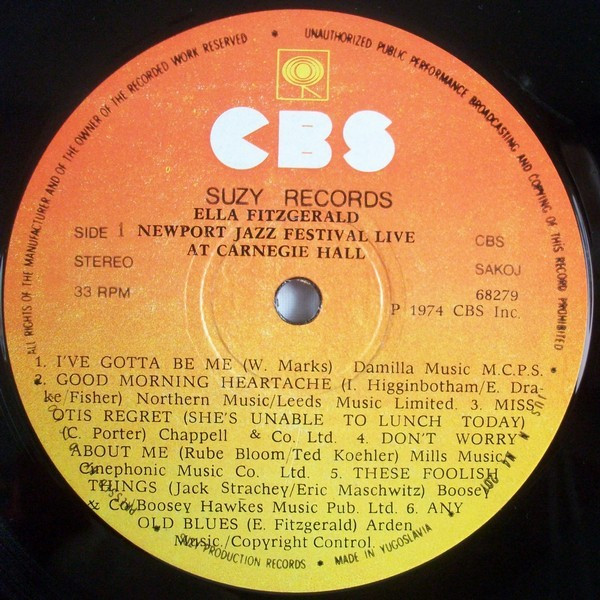 ALL RIGHTS OF THE MANUFACTURER AND OF THE OWNER OF THE RECORDED WORK RESERVED • UNAUTHORIZED PUBLIC PERFORMANCE BROADCASTING AND COPYING OF THIS RECORD PROHIBITED
CBS
SUZY RECORDS
ELLA FITZGERALD
SIDE 1 NEWPORT JAZZ FESTIVAL LIVE CBS
STEREO AT CARNEGIE HALL SAKOJ
33 RPM 68279
P 1974 CBS Inc.
1. I'VE GOTTA BE ME (W. Marks) Damilla Music M.C.P.S.
2. GOOD MORNING HEARTACHE (I. Higginbotham/E. Dra-
ke/Fisher) Northern Music/Leeds Music Limited. 3. MISS
OTIS REGRET (SHE'S UNABLE TO LUNCH TODAY)
(C. Porter) Chappell & Co. Ltd. 4. DON'T WORRY
ABOUT ME (Rube Bloom/Ted Koehler) Mills Music
Cinephonic Music Co. Ltd. 5. THESE FOOLISH
THINGS (Jack Strachey/Eric Maschwitz) Boosey
& C. Boosey Hawkes Music Pub. Ltd. 6. ANY
OLD BLUES (E. Fitzgerald) Arden
Music./Copyright Control.
PRODUCTION RECORDS • MADE IN YUGOSLAVIA